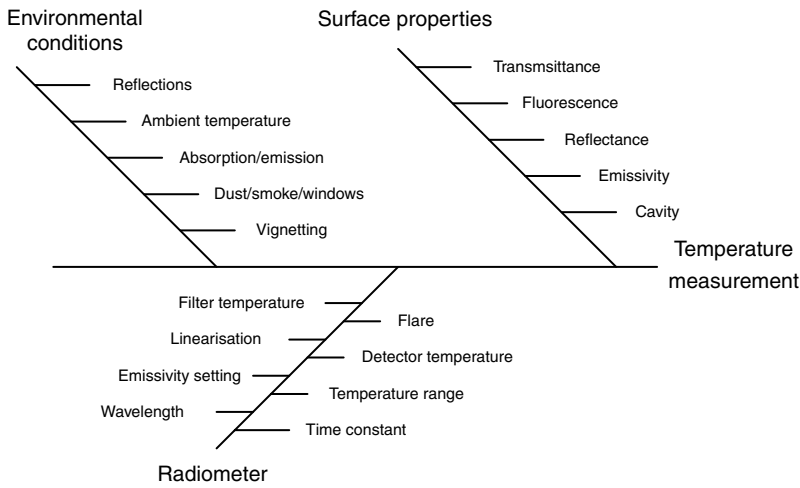 Environmental
conditions
Reflections
Ambient temperature
Absorption/emission
Dust/smoke/windows
Vignetting
Surface properties
Transmsittance
Fluorescence
Reflectance
Emissivity
Cavity
Temperature
measurement
Filter temperature
Flare
Linearisation
Detector temperature
Emissivity setting
Temperature range
Wavelength
Time constant
Radiometer